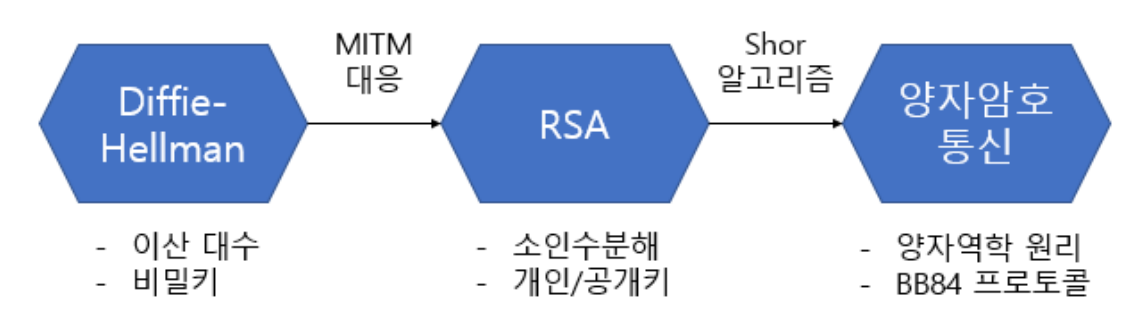 Diffie-
Hellman
MITM
대응
RSA
Shor
알고리즘
양자암호
통신
- 이산 대수
- 비밀키
- 소인수분해
- 개인/공개키
- 양자역학 원리
- BB84 프로토콜